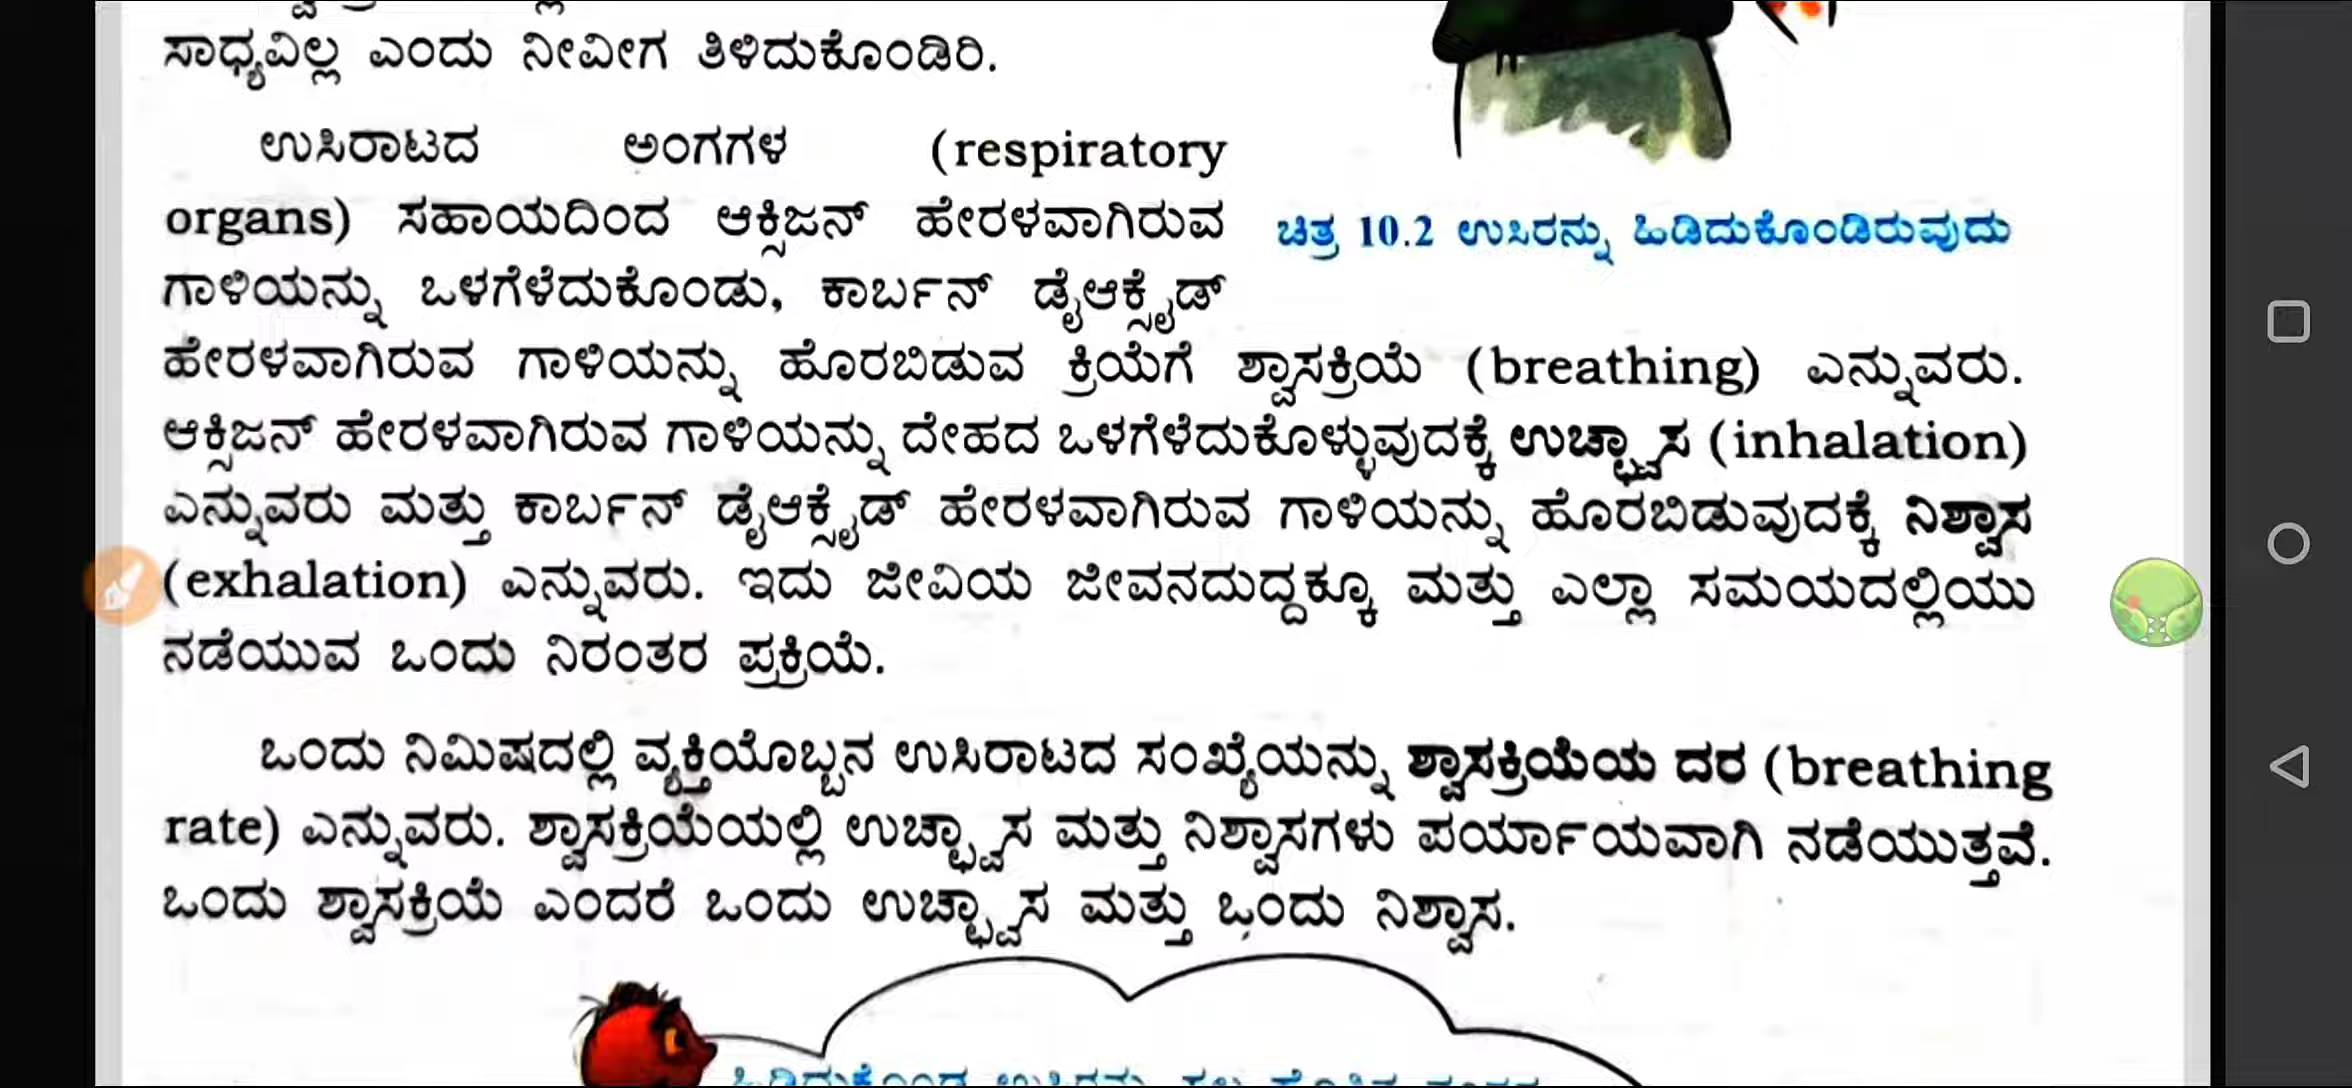 ಸಾಧ್ಯವಿಲ್ಲ ಎಂದು ನೀವೀಗ ತಿಳಿದುಕೊಂಡಿರಿ.
ಉಸಿರಾಟದ ಅಂಗಗಳ (respiratory
organs) ಸಹಾಯದಿಂದ ಆಕ್ಸಿಜನ್ ಹೇರಳವಾಗಿರುವ
ಗಾಳಿಯನ್ನು ಒಳಗೆಳೆದುಕೊಂಡು, ಕಾರ್ಬನ್ ಡೈಆಕ್ಸೈಡ್
ಚಿತ್ರ 10.2 ಉಸಿರನ್ನು ಹಿಡಿದುಕೊಂಡಿರುವುದು
ಹೇರಳವಾಗಿರುವ ಗಾಳಿಯನ್ನು ಹೊರಬಿಡುವ ಕ್ರಿಯೆಗೆ ಶ್ವಾಸಕ್ರಿಯೆ (breathing) ಎನ್ನುವರು.
ಆಕ್ಸಿಜನ್ ಹೇರಳವಾಗಿರುವ ಗಾಳಿಯನ್ನು ದೇಹದ ಒಳಗೆಳೆದುಕೊಳ್ಳುವುದಕ್ಕೆ ಉಚ್ಛ್ವಾಸ (inhalation)
ಎನ್ನುವರು ಮತ್ತು ಕಾರ್ಬನ್ ಡೈಆಕ್ಸೈಡ್ ಹೇರಳವಾಗಿರುವ ಗಾಳಿಯನ್ನು ಹೊರಬಿಡುವುದಕ್ಕೆ ನಿಶ್ವಾಸ
(exhalation) ಎನ್ನುವರು. ಇದು ಜೀವಿಯ ಜೀವನದುದ್ದಕ್ಕೂ ಮತ್ತು ಎಲ್ಲಾ ಸಮಯದಲ್ಲಿಯು
ನಡೆಯುವ ಒಂದು ನಿರಂತರ ಪ್ರಕ್ರಿಯೆ.
ಒಂದು ನಿಮಿಷದಲ್ಲಿ ವ್ಯಕ್ತಿಯೊಬ್ಬನ ಉಸಿರಾಟದ ಸಂಖ್ಯೆಯನ್ನು ಶ್ವಾಸಕ್ರಿಯೆಯ ದರ (breathing
rate) ಎನ್ನುವರು. ಶ್ವಾಸಕ್ರಿಯೆಯಲ್ಲಿ ಉಚ್ಛ್ವಾಸ ಮತ್ತು ನಿಶ್ವಾಸಗಳು ಪರ್ಯಾಯವಾಗಿ ನಡೆಯುತ್ತವೆ.
ಒಂದು ಶ್ವಾಸಕ್ರಿಯೆ ಎಂದರೆ ಒಂದು ಉಚ್ಛ್ವಾಸ ಮತ್ತು ಒಂದು ನಿಶ್ವಾಸ.